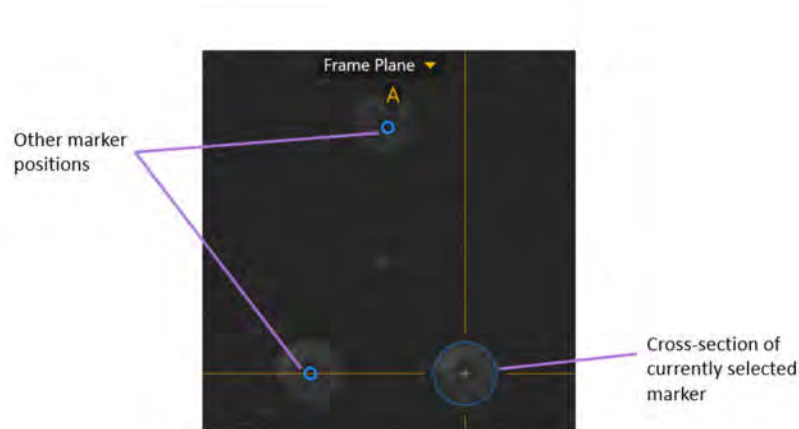 Frame Plane
A
Other marker
positions
Cross-section of
currently selected
marker